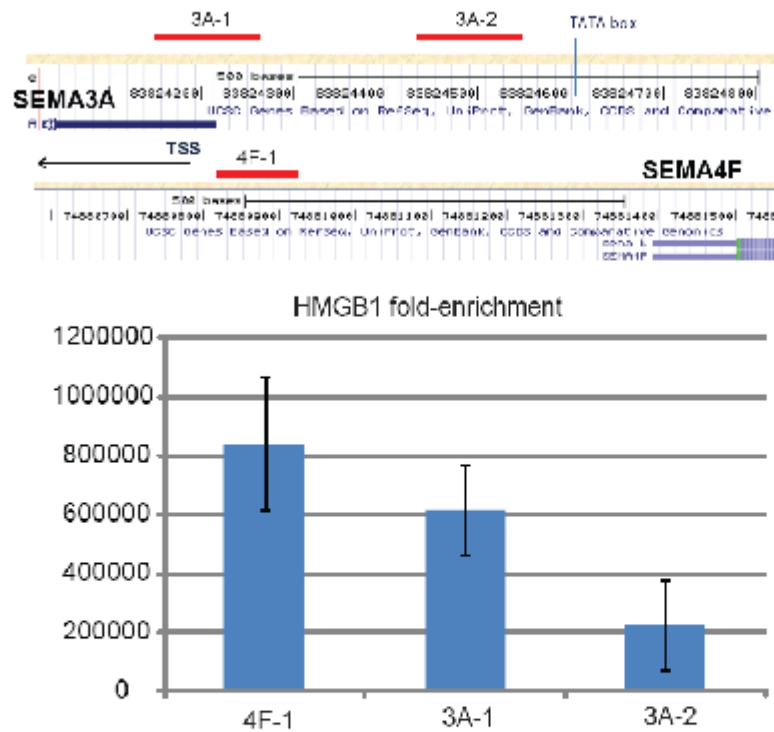 3A-1 3A-2 TATA box
500 bases
SEMA3A 83824200| 83824300| 83824400| 83824500| 83824600| 83824700| 83824800|
UCSC Genes Based on RefSeq, UniProt, GenBank, CCDS and Comparative
TSS
4F-1 SEMA4F
500 bases
74880700| 74880800| 74880900| 74881000| 74881100| 74881200| 74881300| 74881400| 74881500| 7488
UCSC Genes Based on RefSeq, UniProt, GenBank, CCDS and Comparative Genomics
SEMA4F
HMGB1 fold-enrichment
1200000
1000000
800000
600000
400000
200000
0
4F-1 3A-1 3A-2